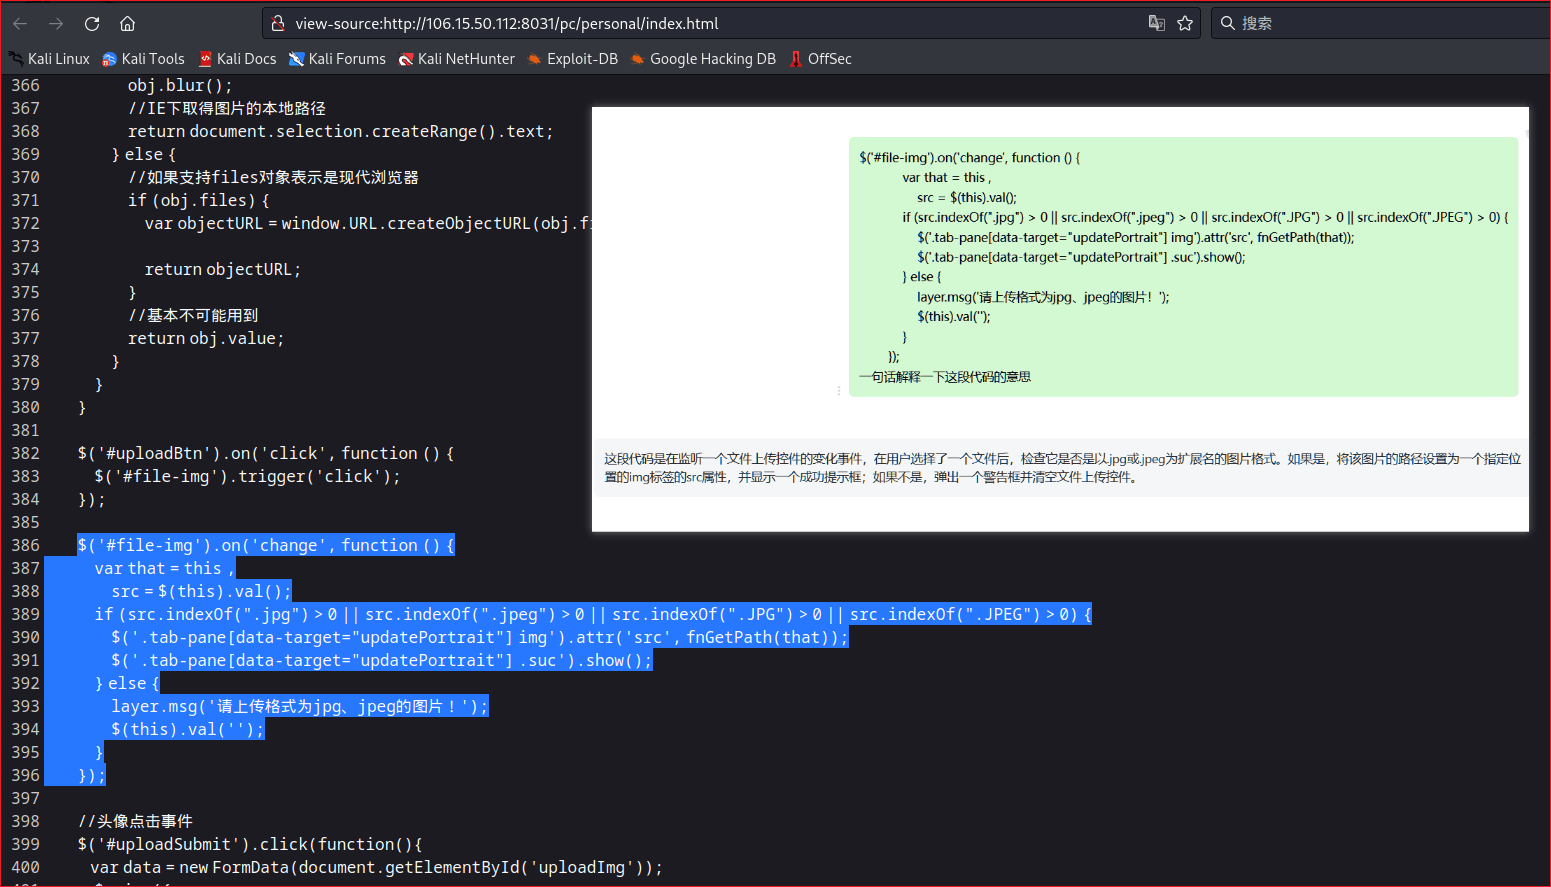 view-source:http://106.15.50.112:8031/pc/personal/index.html
搜索
Kali Linux Kali Tools Kali Docs Kali Forums Kali NetHunter Exploit-DB Google Hacking DB OffSec
366 obj.blur();
367 //IE下取得图片的本地路径
368 return document.selection.createRange().text;
369 } else {
370 //如果支持files对象表示是现代浏览器
371 if (obj.files) {
372 var objectURL = window.URL.createObjectURL(obj.fi
373
374 return objectURL;
375 }
376 //基本不可能用到
377 return obj.value;
378 }
379 }
380 }
381
382 $('#uploadBtn').on('click', function () {
383 $('#file-img').trigger('click');
384 });
385
386 $('#file-img').on('change', function () {
387 var that = this ,
388 src = $(this).val();
389 if (src.indexOf(".jpg") > 0 || src.indexOf(".jpeg") > 0 || src.indexOf(".JPG") > 0 || src.indexOf(".JPEG") > 0) {
390 $('.tab-pane[data-target="updatePortrait"] img').attr('src', fnGetPath(that));
391 $('.tab-pane[data-target="updatePortrait"] .suc').show();
392 } else {
393 layer.msg('请上传格式为jpg、jpeg的图片！');
394 $(this).val('');
395 }
396 });
397
398 //头像点击事件
399 $('#uploadSubmit').click(function(){
400 var data = new FormData(document.getElementById('uploadImg'));
$('#file-img').on('change', function () {
var that = this ,
src = $(this).val();
if (src.indexOf(".jpg") > 0 || src.indexOf(".jpeg") > 0 || src.indexOf(".JPG") > 0 || src.indexOf(".JPEG") > 0) {
$('.tab-pane[data-target="updatePortrait"] img').attr('src', fnGetPath(that));
$('.tab-pane[data-target="updatePortrait"] .suc').show();
} else {
layer.msg('请上传格式为jpg、jpeg的图片！');
$(this).val('');
}
});
一句话解释一下这段代码的意思
这段代码是在监听一个文件上传控件的变化事件，在用户选择了一个文件后，检查它是否是以.jpg或.jpeg为扩展名的图片格式。如果是，将该图片的路径设置为一个指定位
置的img标签的src属性，并显示一个成功提示框；如果不是，弹出一个警告框并清空文件上传控件。